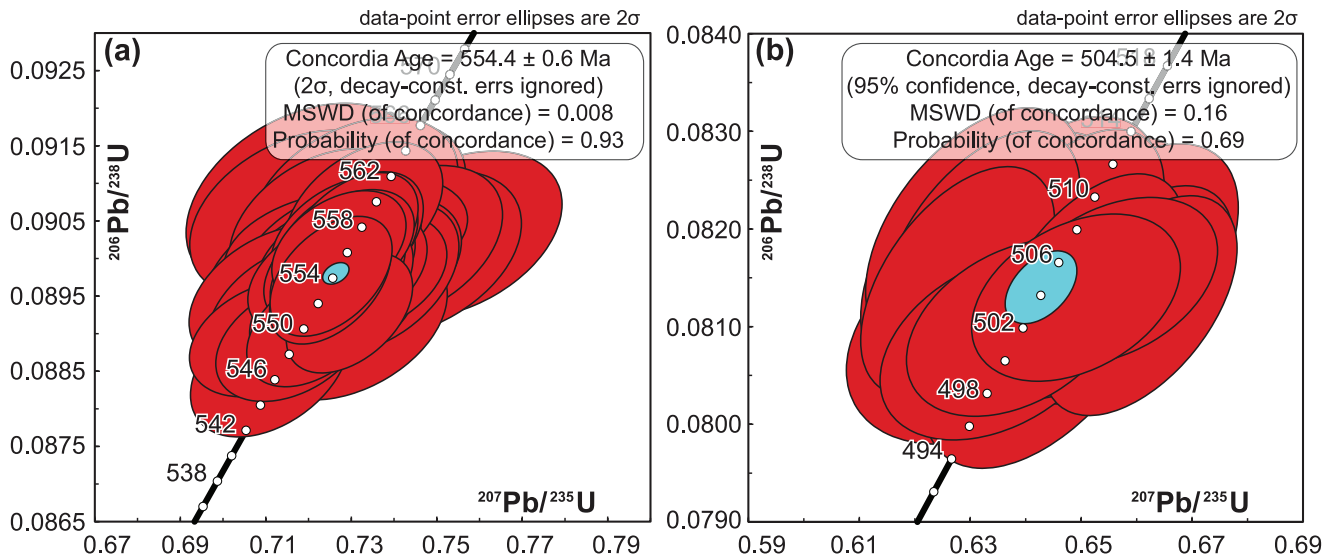 data-point error ellipses are 2σ
(a)
Concordia Age = 554.4 ± 0.6 Ma
(2σ, decay-const. errs ignored)
MSWD (of concordance) = 0.008
Probability (of concordance) = 0.93
570
562
558
554
550
546
542
538
²⁰⁶Pb/²³⁸U
²⁰⁷Pb/²³⁵U
0.0925
0.0915
0.0905
0.0895
0.0885
0.0875
0.0865
0.67 0.69 0.71 0.73 0.75 0.77 0.79
data-point error ellipses are 2σ
(b)
Concordia Age = 504.5 ± 1.4 Ma
(95% confidence, decay-const. errs ignored)
MSWD (of concordance) = 0.16
Probability (of concordance) = 0.69
510
506
502
498
494
²⁰⁶Pb/²³⁸U
²⁰⁷Pb/²³⁵U
0.0840
0.0830
0.0820
0.0810
0.0800
0.0790
0.59 0.61 0.63 0.65 0.67 0.69